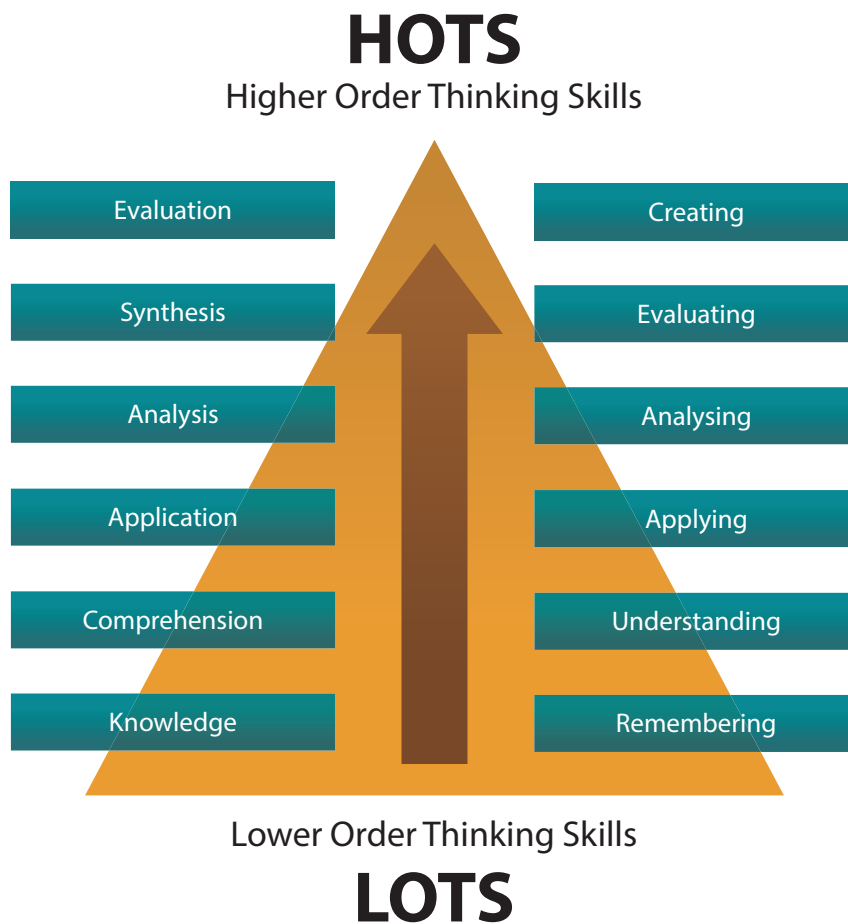 HOTS
Higher Order Thinking Skills
Evaluation
Creating
Synthesis
Evaluating
Analysis
Analysing
Application
Applying
Comprehension
Understanding
Knowledge
Remembering
Lower Order Thinking Skills
LOTS